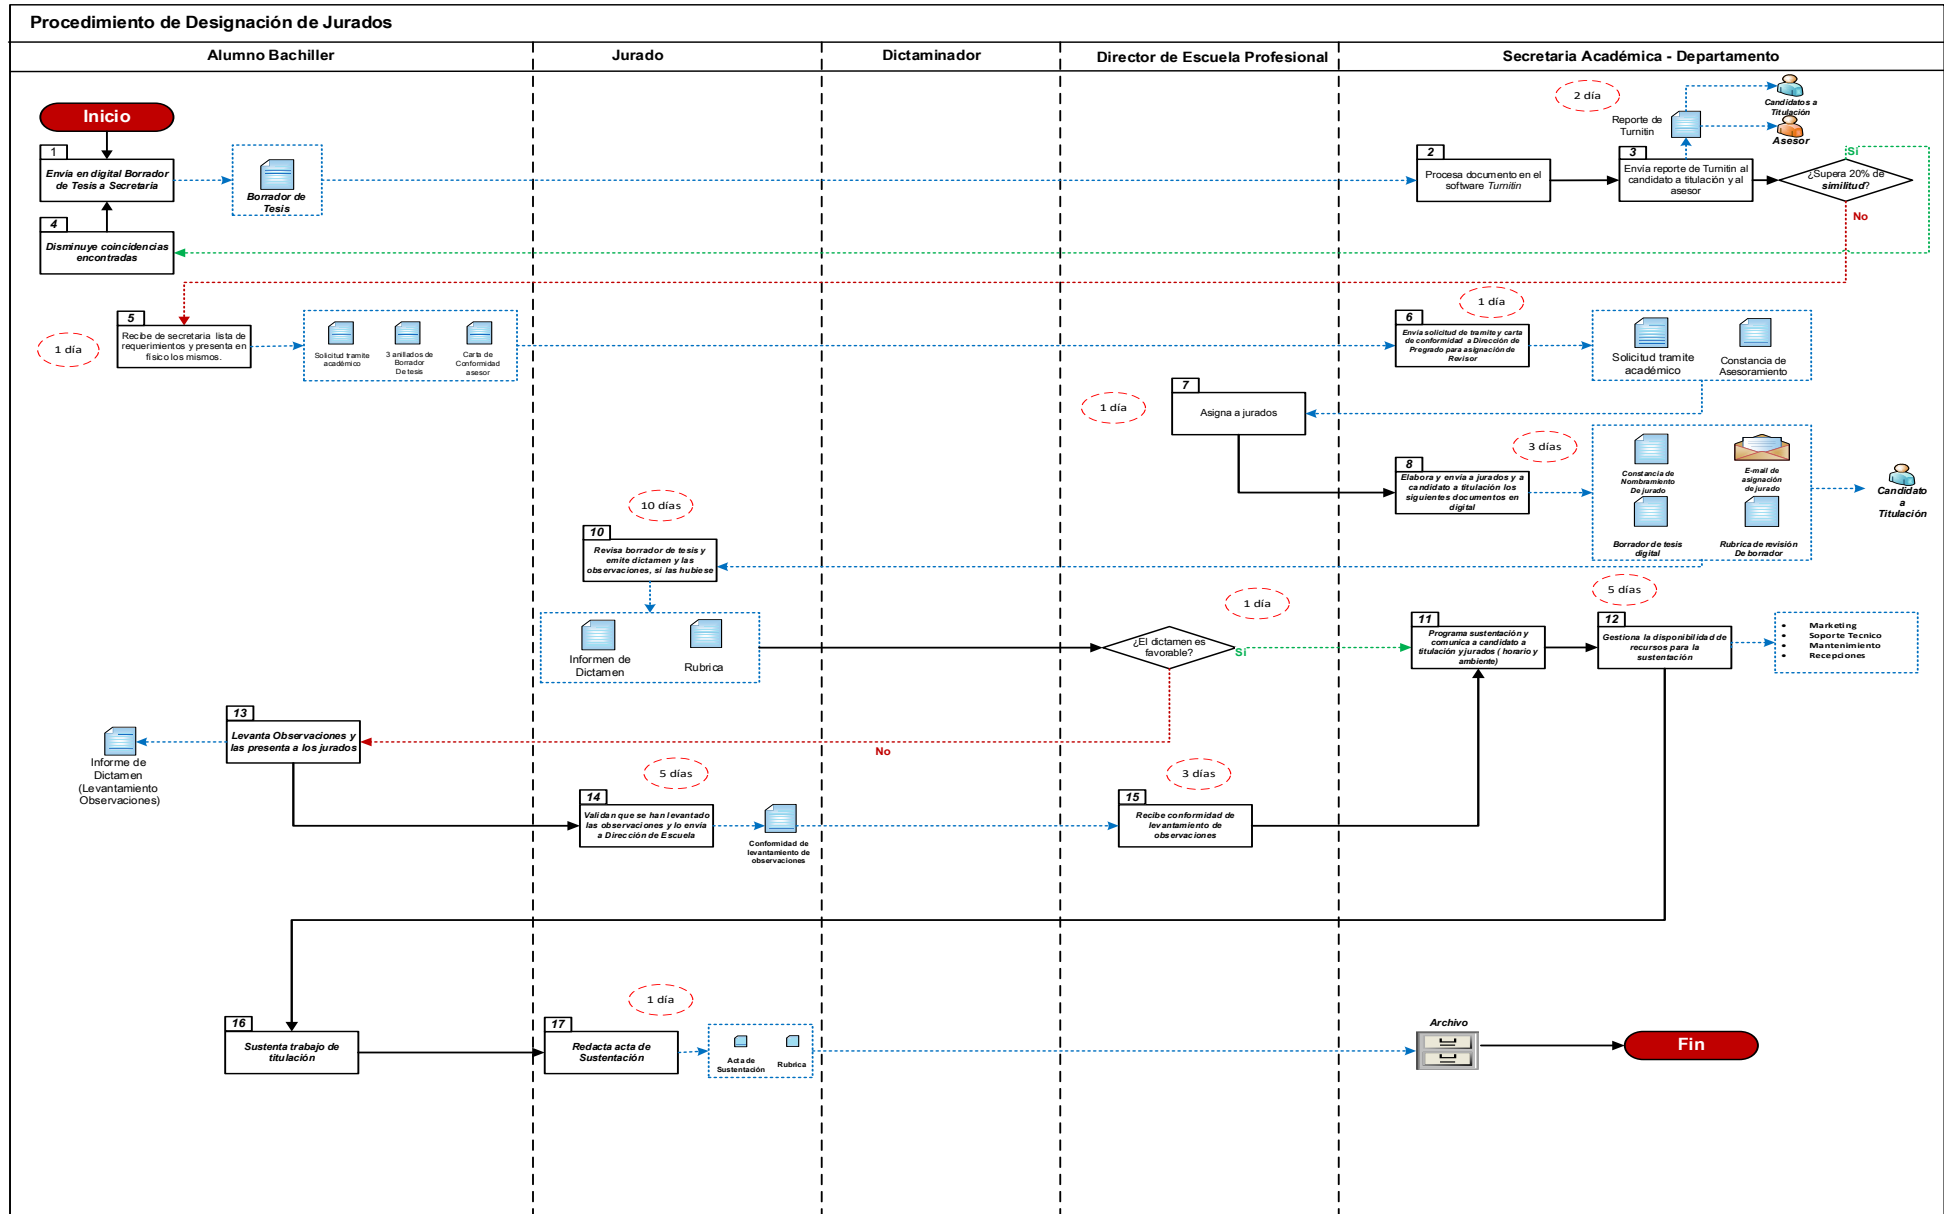 Procedimiento de Designación de Jurados
Alumno Bachiller
Jurado
Dictaminador
Director de Escuela Profesional
Secretaria Académica - Departamento
Inicio
1
Envia en digital Borrador
de Tesis a Secretaria
Borrador de
Tesis
4
Disminuye coincidencias
encontradas
2
Procesa documento en el
software Turnitin
2 día
Reporte de
Turnitin
Candidatos a
Titulación
Asesor
3
Envia reporte de Turnitin al
candidato a titulación y al
asesor
¿Supera 20% de
similitud?
Sí
No
1 día
5
Recibe de secretaria lista de
requerimientos y presenta en
físico los mismos.
Solicitud tramite
académico
3 anillados de
Borrador
De tesis
Carta de
Conformidad
asesor
1 día
6
Envia solicitud de tramite y carta
de conformidad a Dirección de
Pregrado para asignación de
Revisor
Solicitud tramite
académico
Constancia de
Asesoramiento
1 día
7
Asigna a jurados
3 días
8
Elabora y envia a jurados y a
candidato a titulación los
siguientes documentos en
digital
Constancia de
Nombramiento
De jurado
E-mail de
asignación
de jurado
Borrador de tesis
digital
Rubrica de revisión
De borrador
Candidato
a
Titulación
10 días
10
Revisa borrador de tesis y
emite dictamen y las
observaciones, si las hubiese
Informen de
Dictamen
Rubrica
1 día
¿El dictamen es
favorable?
Sí
No
11
Programa sustentación y
comunica a candidato a
titulación y jurados ( horario y
ambiente)
5 días
12
Gestiona la disponibilidad de
recursos para la
sustentación
• Marketing
• Soporte Tecnico
• Mantenimiento
• Recepciones
13
Levanta Observaciones y
las presenta a los jurados
Informe de
Dictamen
(Levantamiento
Observaciones)
5 días
14
Validan que se han levantado
las observaciones y lo envía
a Dirección de Escuela
Conformidad de
levantamiento de
observaciones
3 días
15
Recibe conformidad de
levantamiento de
observaciones
16
Sustenta trabajo de
titulación
1 día
17
Redacta acta de
Sustentación
Acta de
Sustentación
Rubrica
Archivo
Fin